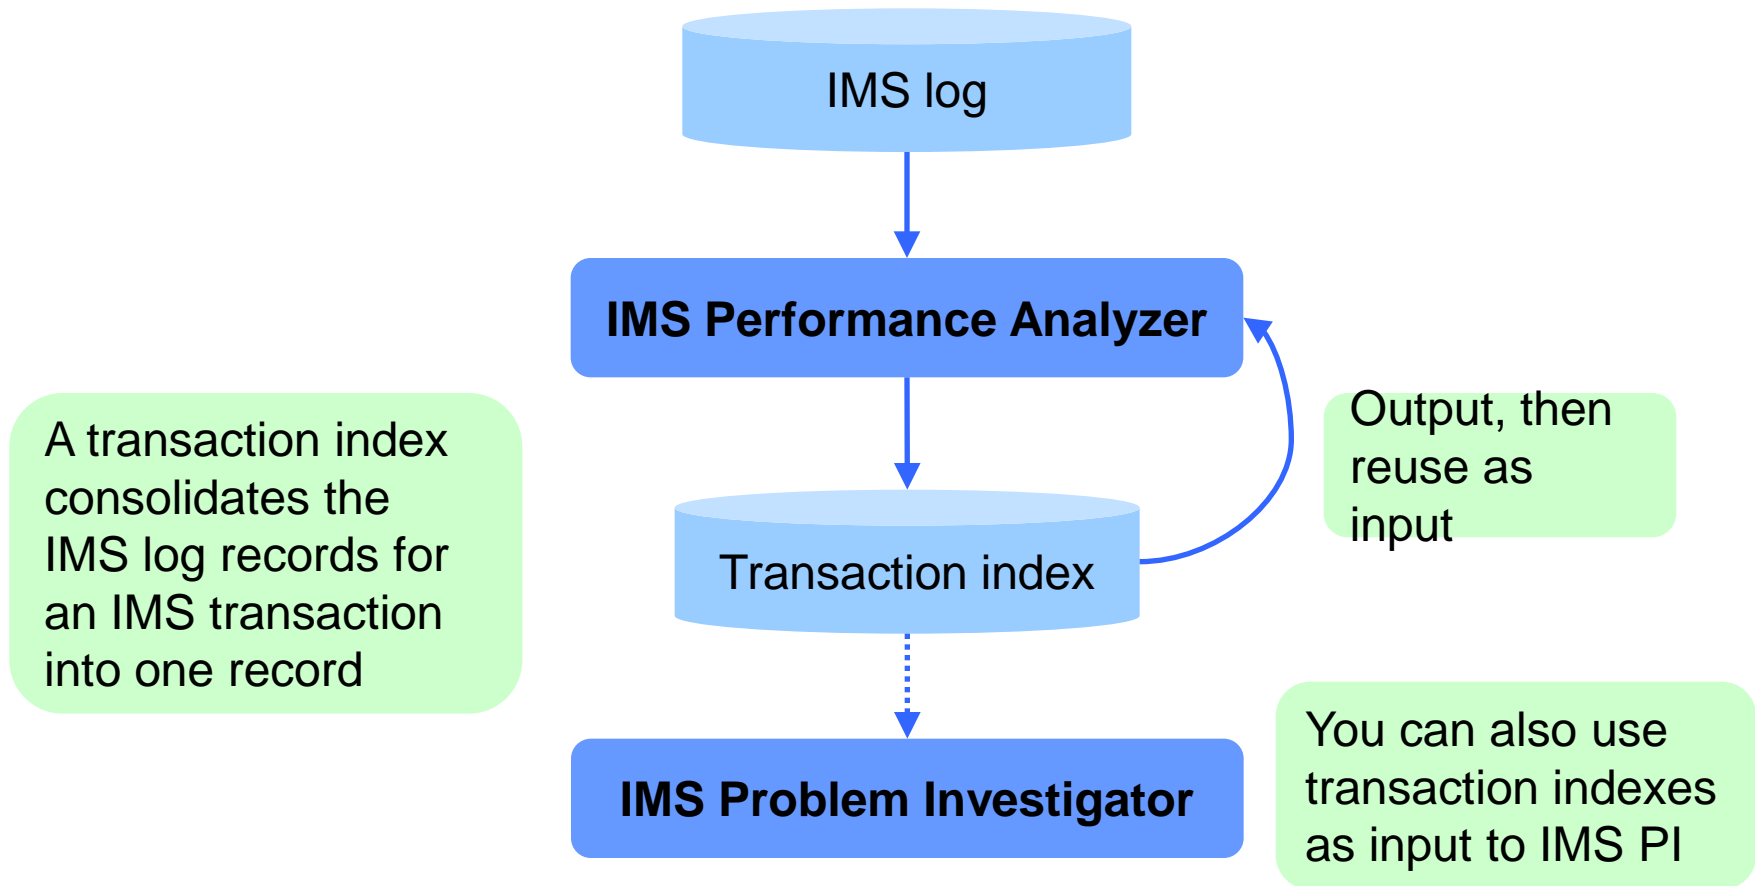 IMS log
IMS Performance Analyzer
A transaction index
consolidates the
IMS log records for
an IMS transaction
into one record
Output, then
reuse as
input
Transaction index
IMS Problem Investigator
You can also use
transaction indexes
as input to IMS PI